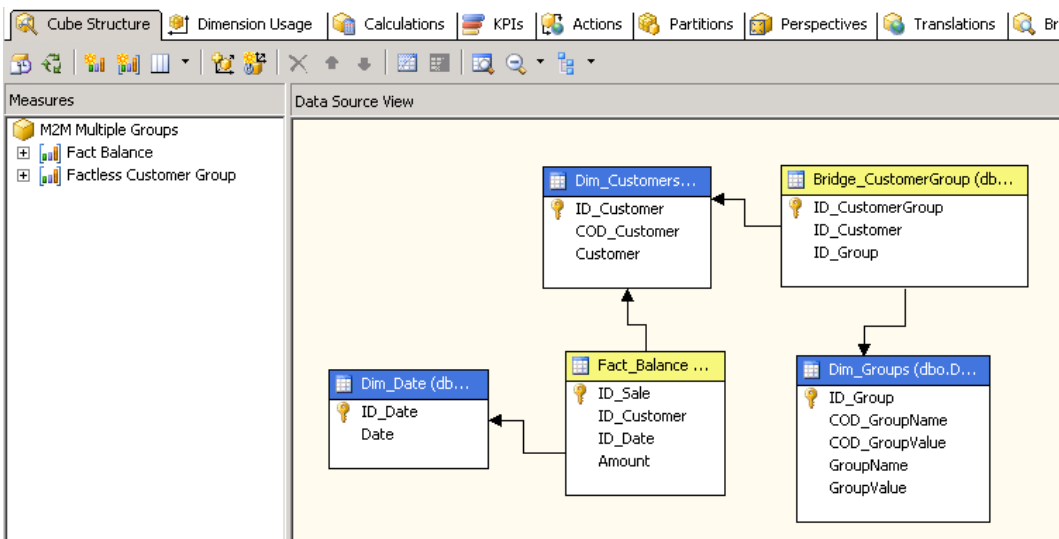 Cube Structure Dimension Usage Calculations KPIs Actions Partitions Perspectives Translations Br
Measures
M2M Multiple Groups
Fact Balance
Factless Customer Group
Data Source View
Dim_Customers...
ID_Customer
COD_Customer
Customer
Bridge_CustomerGroup (db...
ID_CustomerGroup
ID_Customer
ID_Group
Dim_Date (db...
ID_Date
Date
Fact_Balance ...
ID_Sale
ID_Customer
ID_Date
Amount
Dim_Groups (dbo.D...
ID_Group
COD_GroupName
COD_GroupValue
GroupName
GroupValue